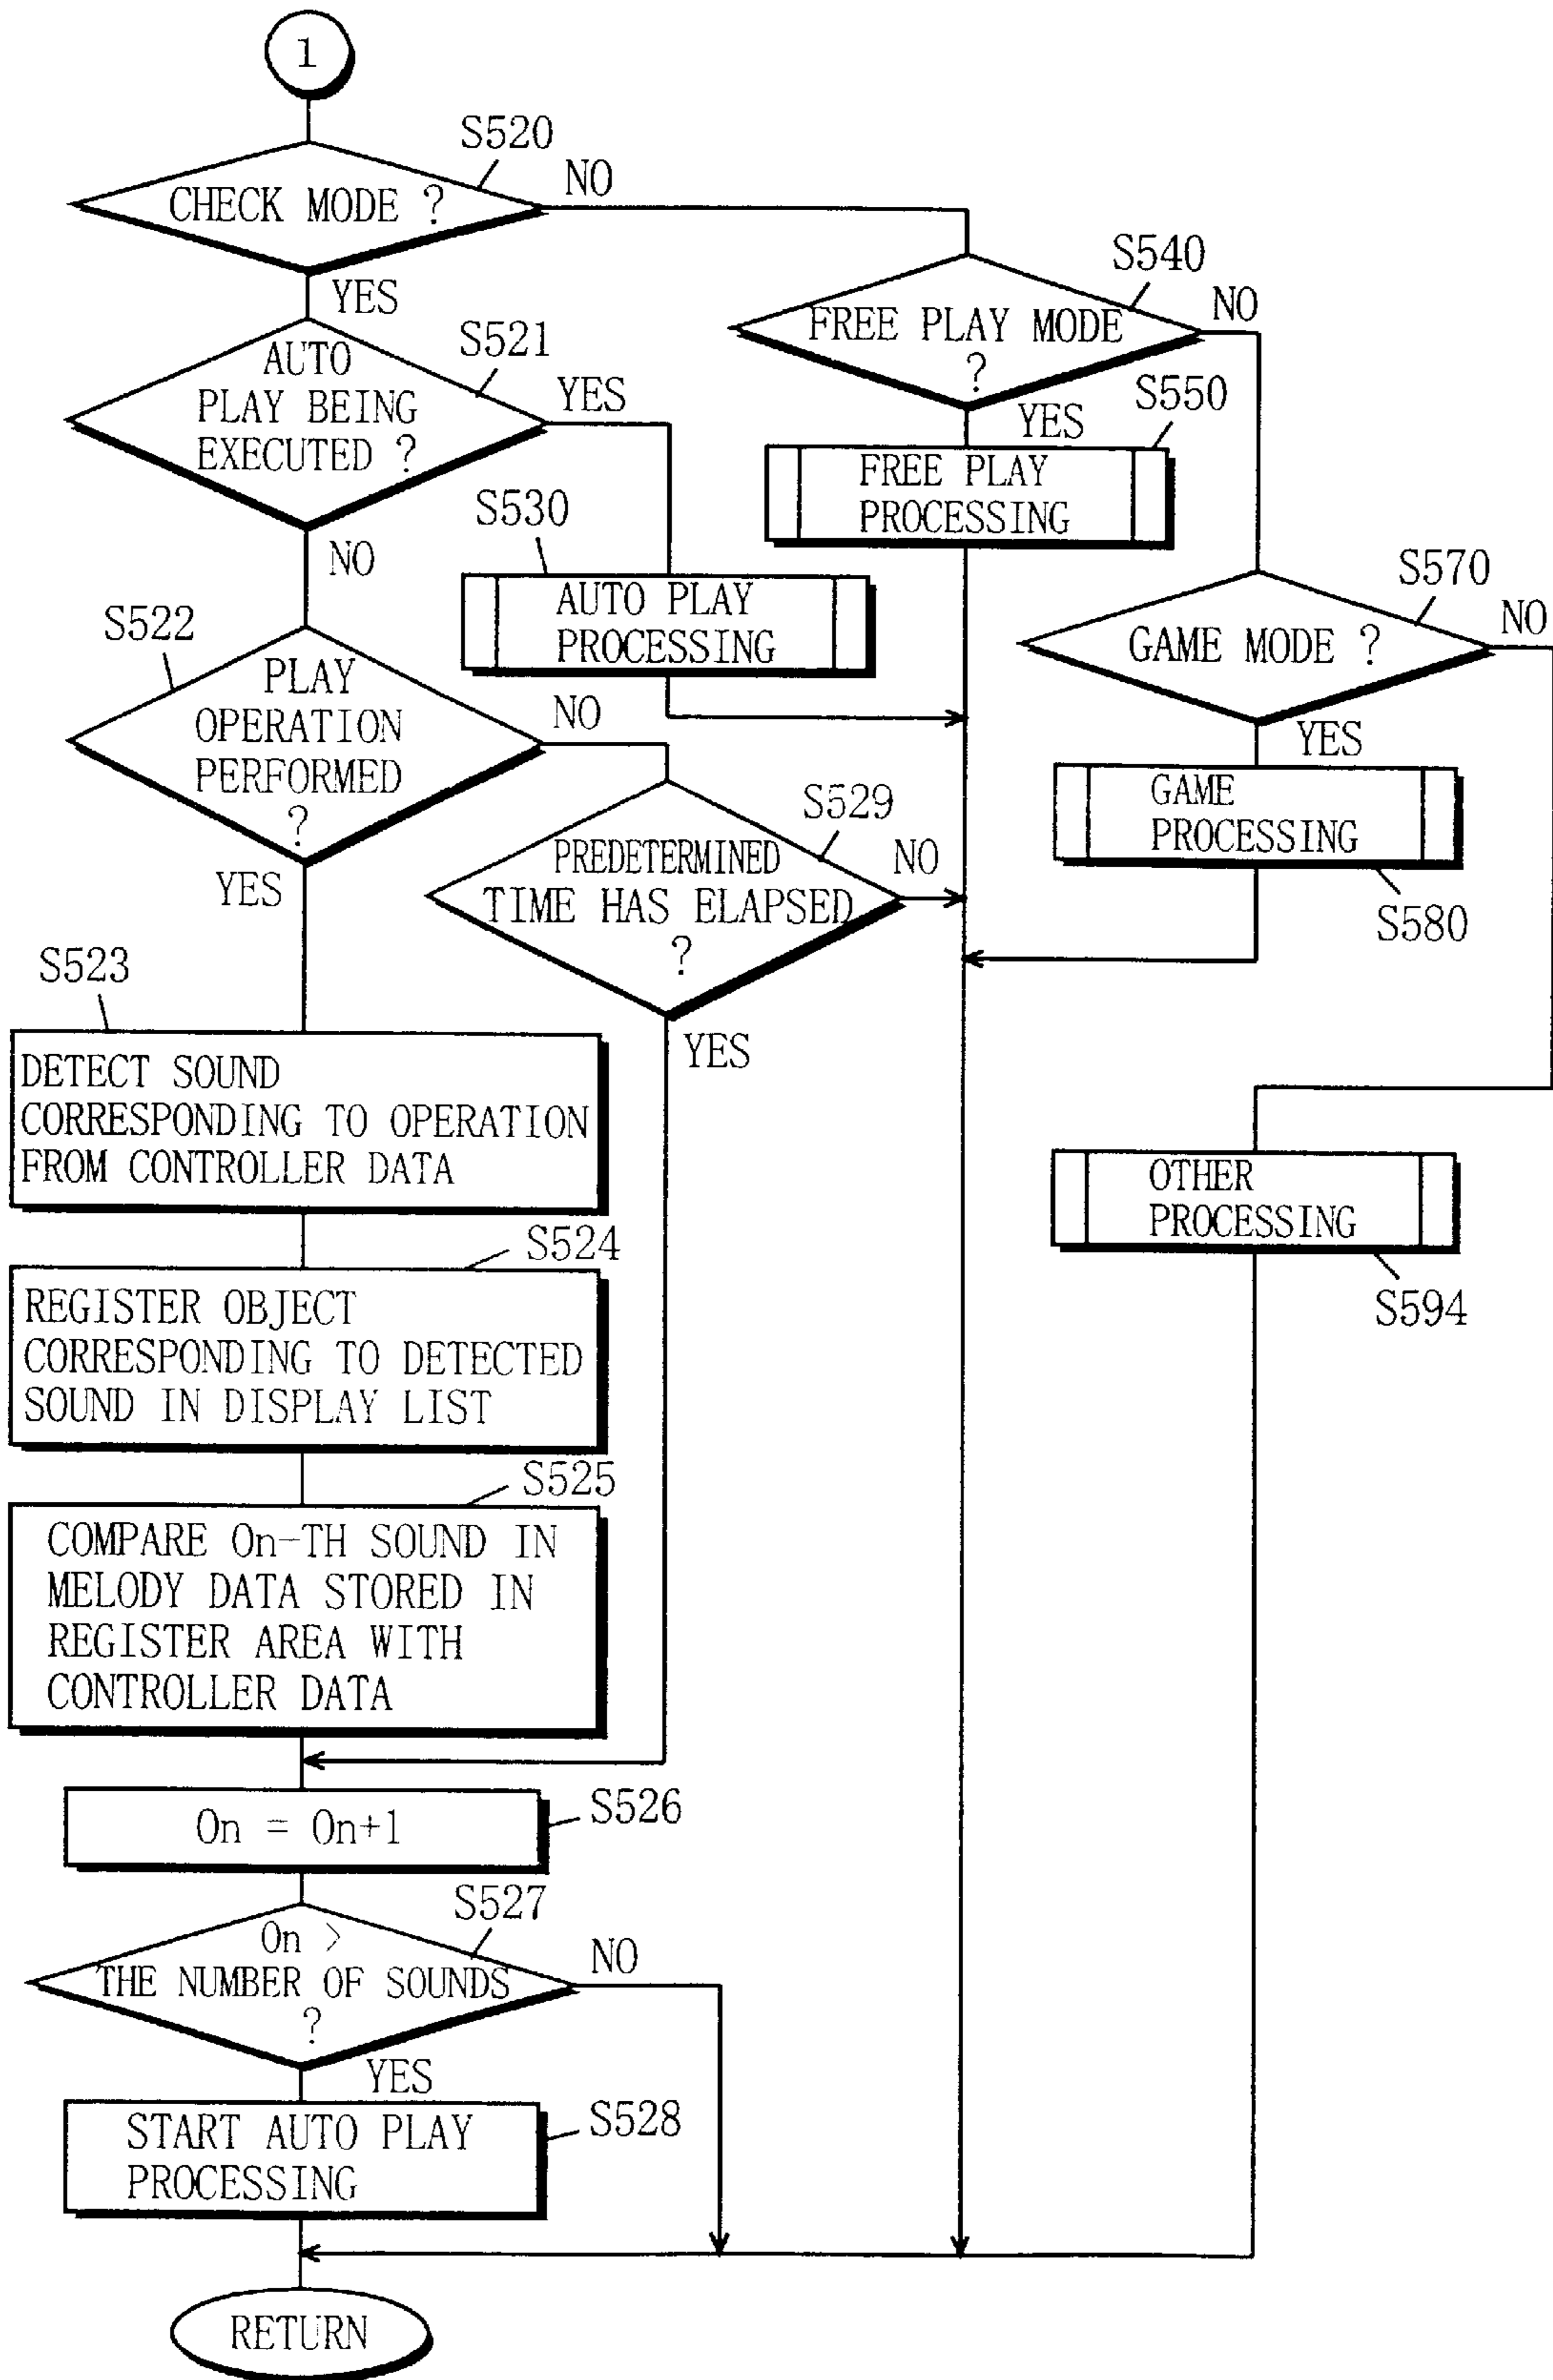 1
S520
CHECK MODE ?
NO
YES
S540
FREE PLAY MODE
?
NO
YES
S521
AUTO
PLAY BEING
EXECUTED ?
YES
NO
S550
FREE PLAY
PROCESSING
S530
AUTO PLAY
PROCESSING
S570
GAME MODE ?
NO
YES
S522
PLAY
OPERATION
PERFORMED
?
NO
YES
S529
PREDETERMINED
TIME HAS ELAPSED
?
NO
YES
GAME
PROCESSING
S580
S523
DETECT SOUND
CORRESPONDING TO OPERATION
FROM CONTROLLER DATA
OTHER
PROCESSING
S594
S524
REGISTER OBJECT
CORRESPONDING TO DETECTED
SOUND IN DISPLAY LIST
S525
COMPARE On-TH SOUND IN
MELODY DATA STORED IN
REGISTER AREA WITH
CONTROLLER DATA
On = On+1
S526
S527
On >
THE NUMBER OF SOUNDS
?
NO
YES
START AUTO PLAY
PROCESSING
S528
RETURN